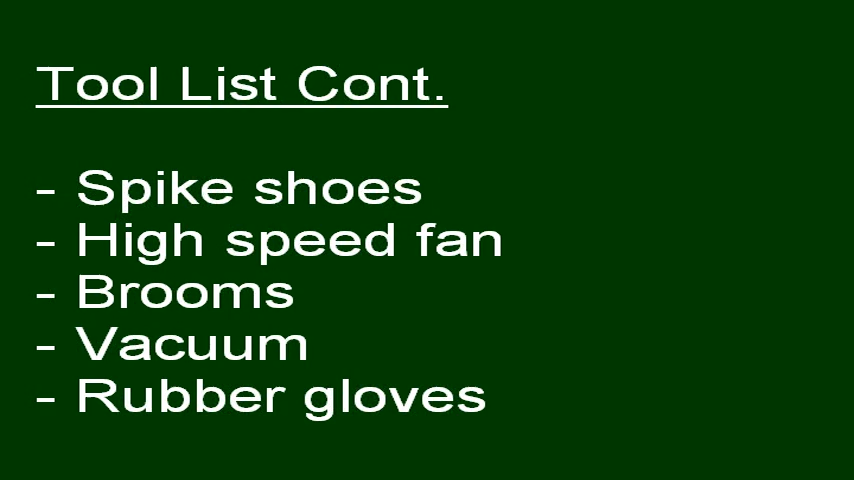 Tool List Cont.
- Spike shoes
- High speed fan
- Brooms
- Vacuum
- Rubber gloves